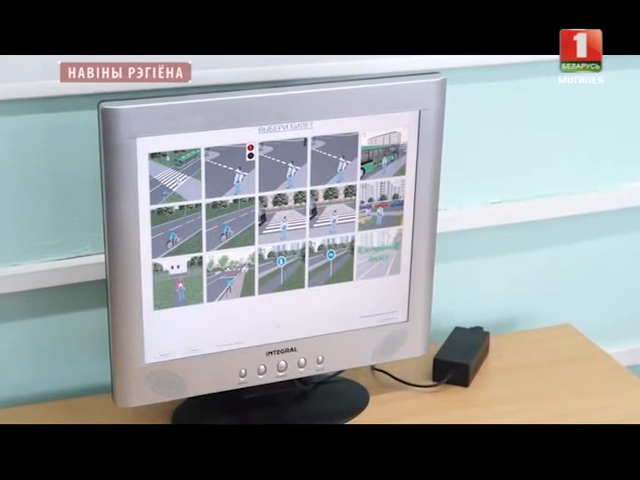 НАВІНЫ РЭГІЁНА
1
БЕЛАРУСЬ
МОГИЛЕВ
ВЫБЕРИ БИЛЕТ
INTEGRAL